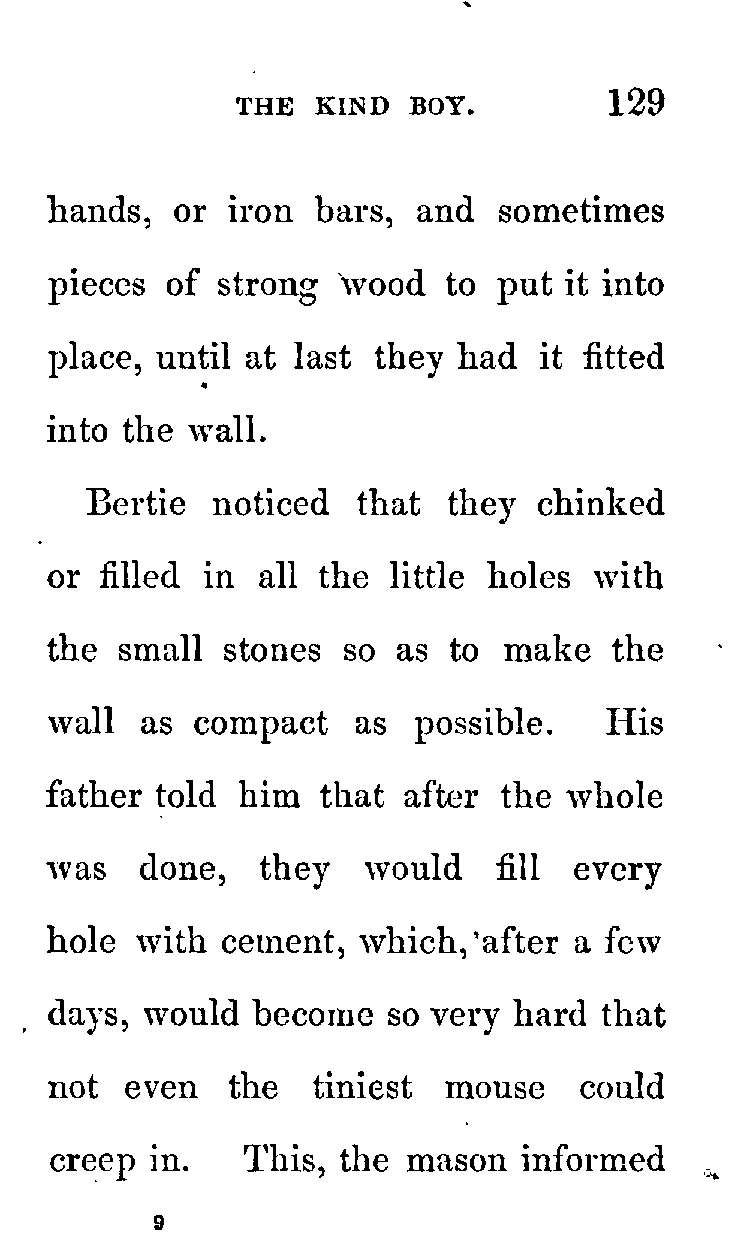 THE KIND BOY. 129
hands, or iron bars, and sometimes
pieces of strong wood to put it into
place, until at last they had it fitted
into the wall.
Bertie noticed that they chinked
or filled in all the little holes with
the small stones so as to make the
wall as compact as possible. His
father told him that after the whole
was done, they would fill every
hole with cement, which, after a few
days, would become so very hard that
not even the tiniest mouse could
creep in. This, the mason informed
9